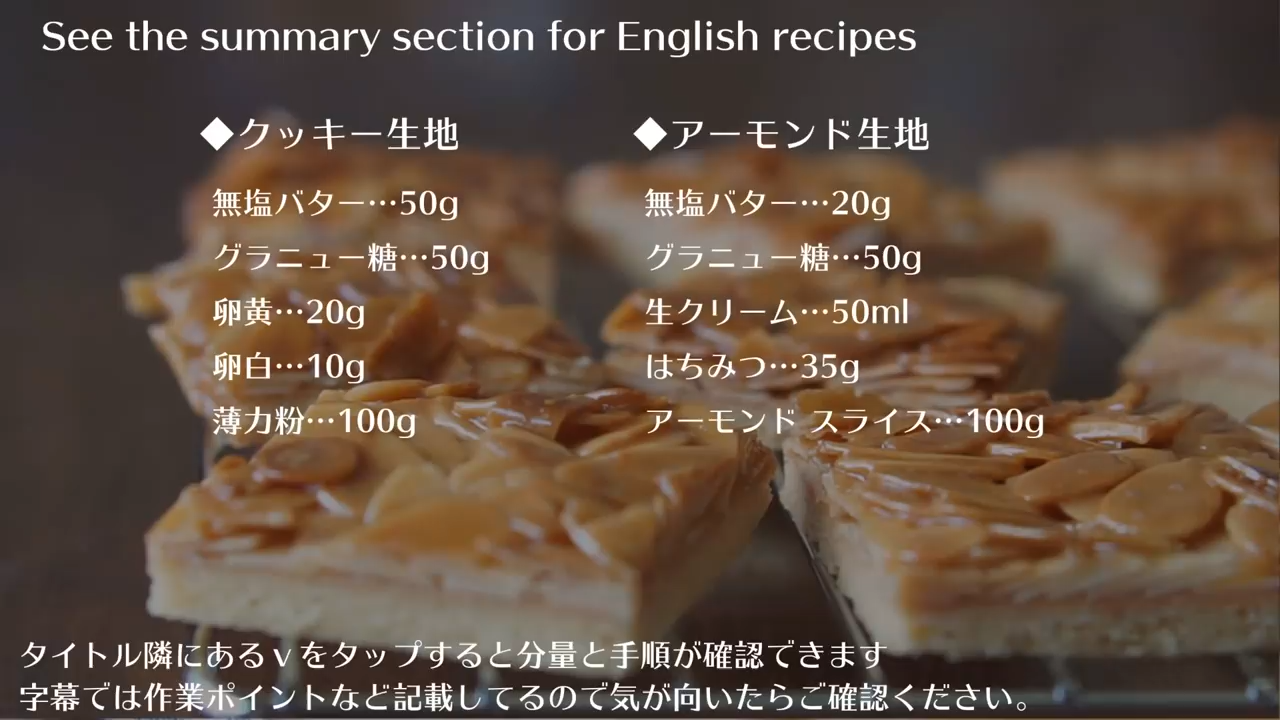 See the summary section for English recipes
◆クッキー生地
無塩バター…50g
グラニュー糖…50g
卵黄…20g
卵白…10g
薄力粉…100g
◆アーモンド生地
無塩バター…20g
グラニュー糖…50g
生クリーム…50ml
はちみつ…35g
アーモンド スライス…100g
タイトル隣にあるｖをタップすると分量と手順が確認できます
字幕では作業ポイントなど記載してるので気が向いたらご確認ください。